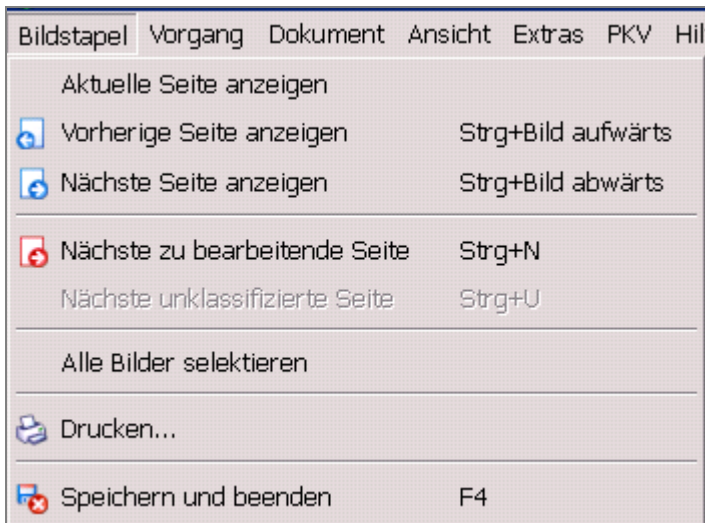 Bildstapel Vorgang Dokument Ansicht Extras PKV
Aktuelle Seite anzeigen
Vorherige Seite anzeigen Strg+Bild aufwärts
Nächste Seite anzeigen Strg+Bild abwärts
Nächste zu bearbeitende Seite Strg+N
Nächste unklassifizierte Seite Strg+U
Alle Bilder selektieren
Drucken...
Speichern und beenden F4